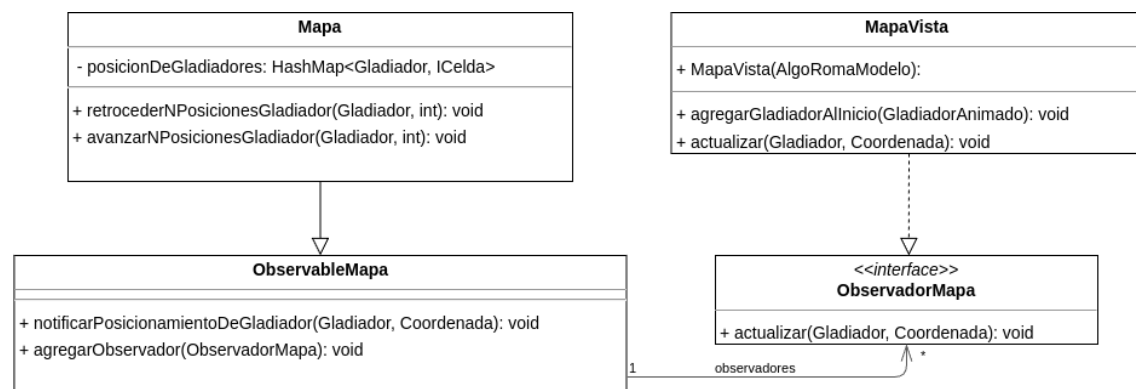 Mapa
- posicionDeGladiadores: HashMap<Gladiador, ICelda>
+ retrocederNPosicionesGladiador(Gladiador, int): void
+ avanzarNPosicionesGladiador(Gladiador, int): void
MapaVista
+ MapaVista(AlgoRomaModelo):
+ agregarGladiadorAlInicio(GladiadorAnimado): void
+ actualizar(Gladiador, Coordenada): void
ObservableMapa
+ notificarPosicionamientoDeGladiador(Gladiador, Coordenada): void
+ agregarObservador(ObservadorMapa): void
<<interface>>
ObservadorMapa
+ actualizar(Gladiador, Coordenada): void
1
observadores
*